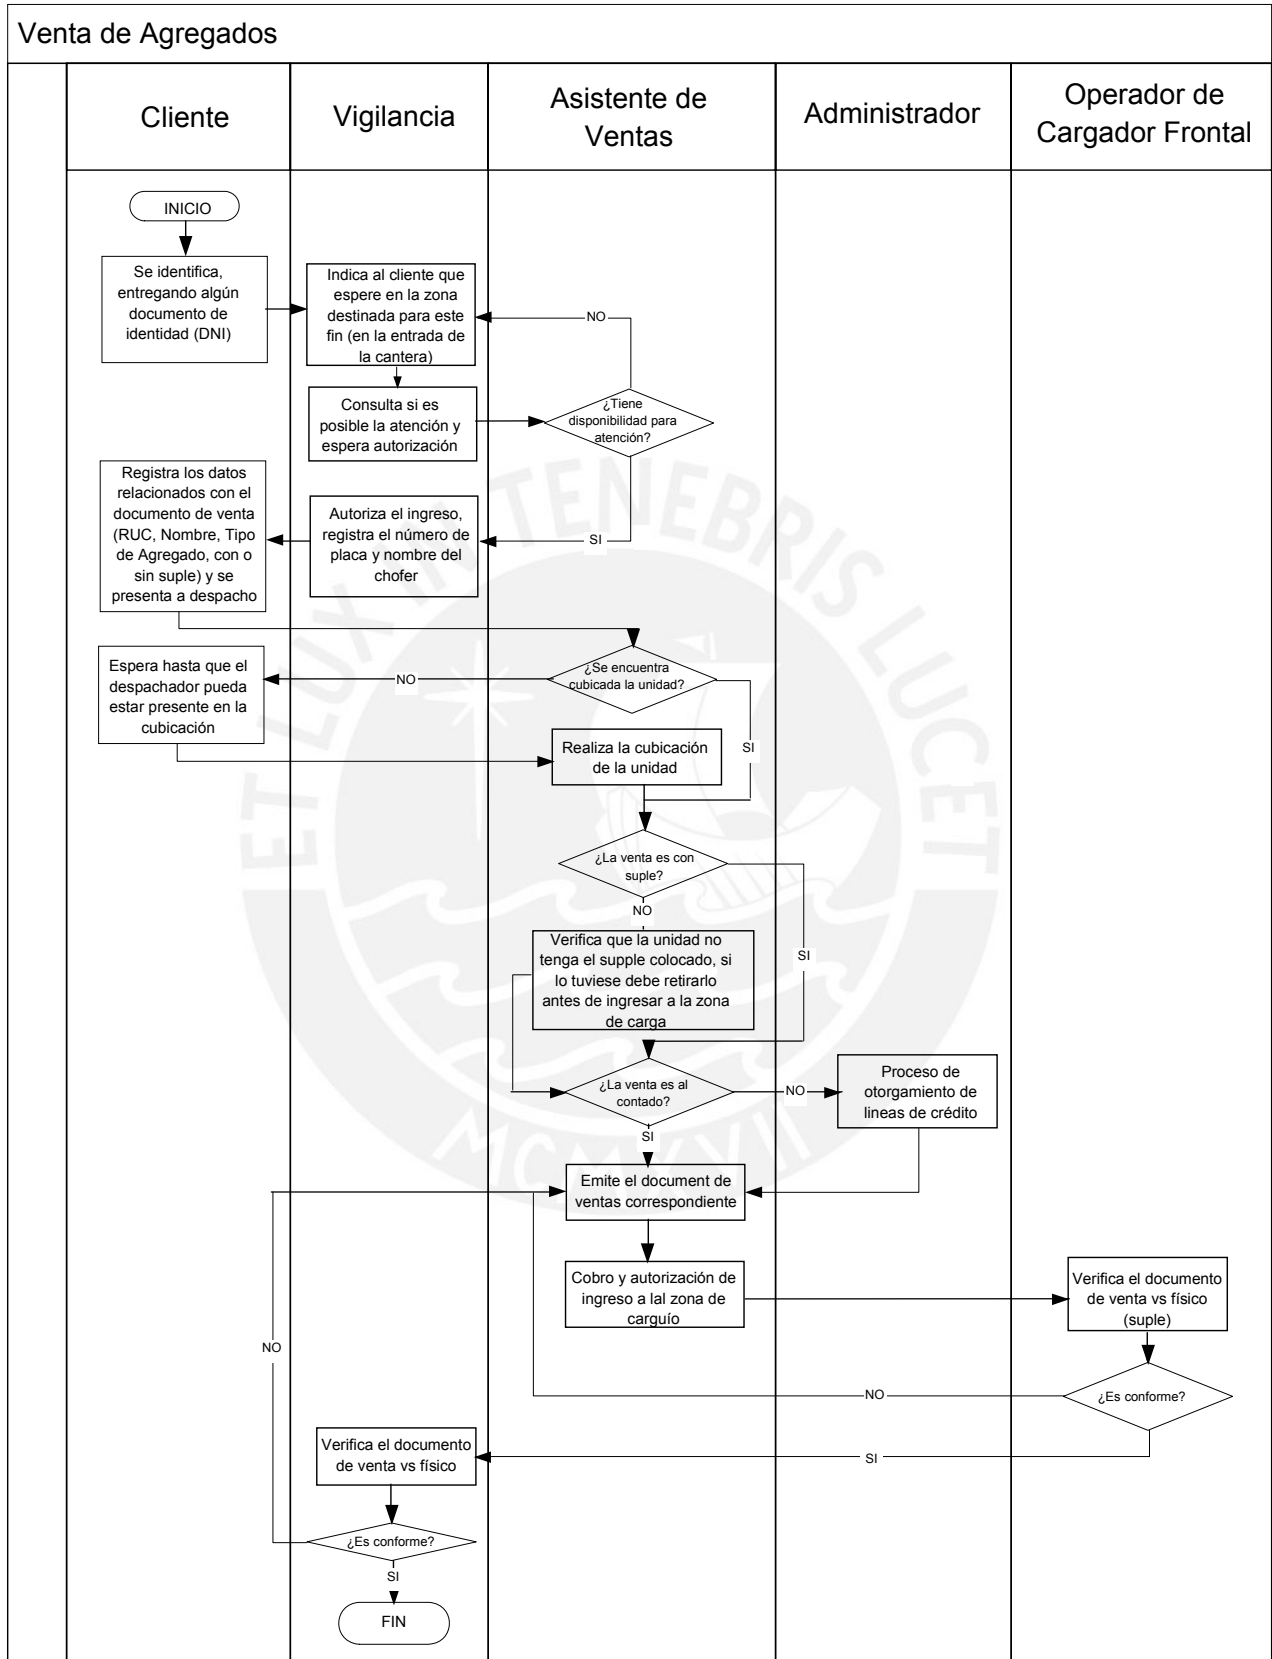 Venta de Agregados
Cliente
Vigilancia
Asistente de
Ventas
Administrador
Operador de
Cargador Frontal
INICIO
Se identifica,
entregando algún
documento de
identidad (DNI)
Indica al cliente que
espere en la zona
destinada para este
fin (en la entrada de
la cantera)
NO
Consulta si es
posible la atención y
espera autorización
¿Tiene
disponibilidad para
atención?
Registra los datos
relacionados con el
documento de venta
(RUC, Nombre, Tipo
de Agregado, con o
sin suple) y se
presenta a despacho
Autoriza el ingreso,
registra el número de
placa y nombre del
chofer
SI
Espera hasta que el
despachador pueda
estar presente en la
cubicación
NO
¿Se encuentra
cubicada la unidad?
SI
Realiza la cubicación
de la unidad
¿La venta es con
suple?
NO
SI
Verifica que la unidad no
tenga el supple colocado, si
lo tuviese debe retirarlo
antes de ingresar a la zona
de carga
¿La venta es al
contado?
NO
Proceso de
otorgamiento de
lineas de crédito
SI
Emite el document de
ventas correspondiente
Cobro y autorización de
ingreso a lal zona de
carguío
Verifica el documento
de venta vs físico
(suple)
NO
¿Es conforme?
NO
SI
Verifica el documento
de venta vs físico
¿Es conforme?
SI
FIN
ET LUX IN TENEBRIS LUCET
MCMXVII